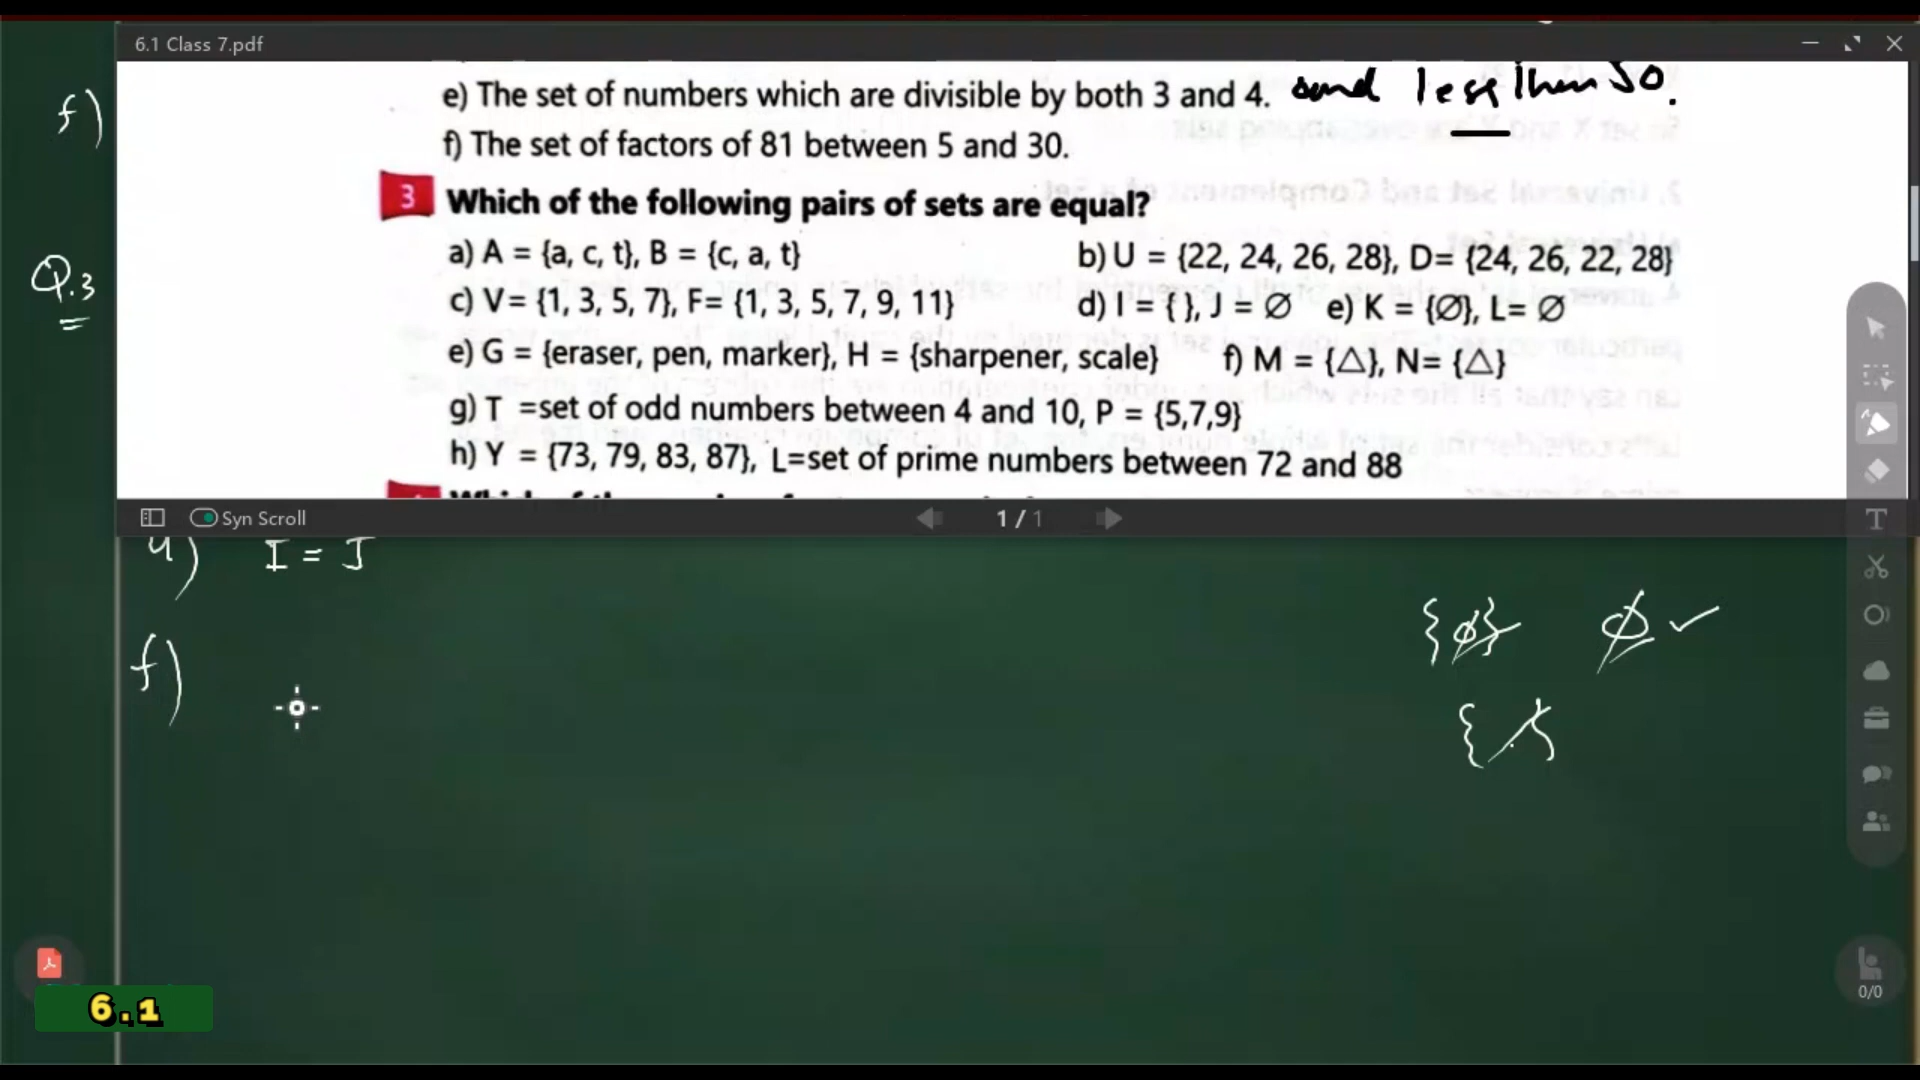 6.1 Class 7.pdf
e) The set of numbers which are divisible by both 3 and 4. and less than 50.
f) The set of factors of 81 between 5 and 30.
3 Which of the following pairs of sets are equal?
a) A = {a, c, t}, B = {c, a, t} b) U = {22, 24, 26, 28}, D= {24, 26, 22, 28}
c) V= {1, 3, 5, 7}, F= {1, 3, 5, 7, 9, 11} d) I = { }, J = ∅ e) K = {∅}, L= ∅
e) G = {eraser, pen, marker}, H = {sharpener, scale} f) M = {△}, N= {△}
g) T =set of odd numbers between 4 and 10, P = {5,7,9}
h) Y = {73, 79, 83, 87}, L=set of prime numbers between 72 and 88
Syn Scroll 1 / 1
f)
Q.3
I = J
f)
{∅} ∅ ✓
6.1
0/0